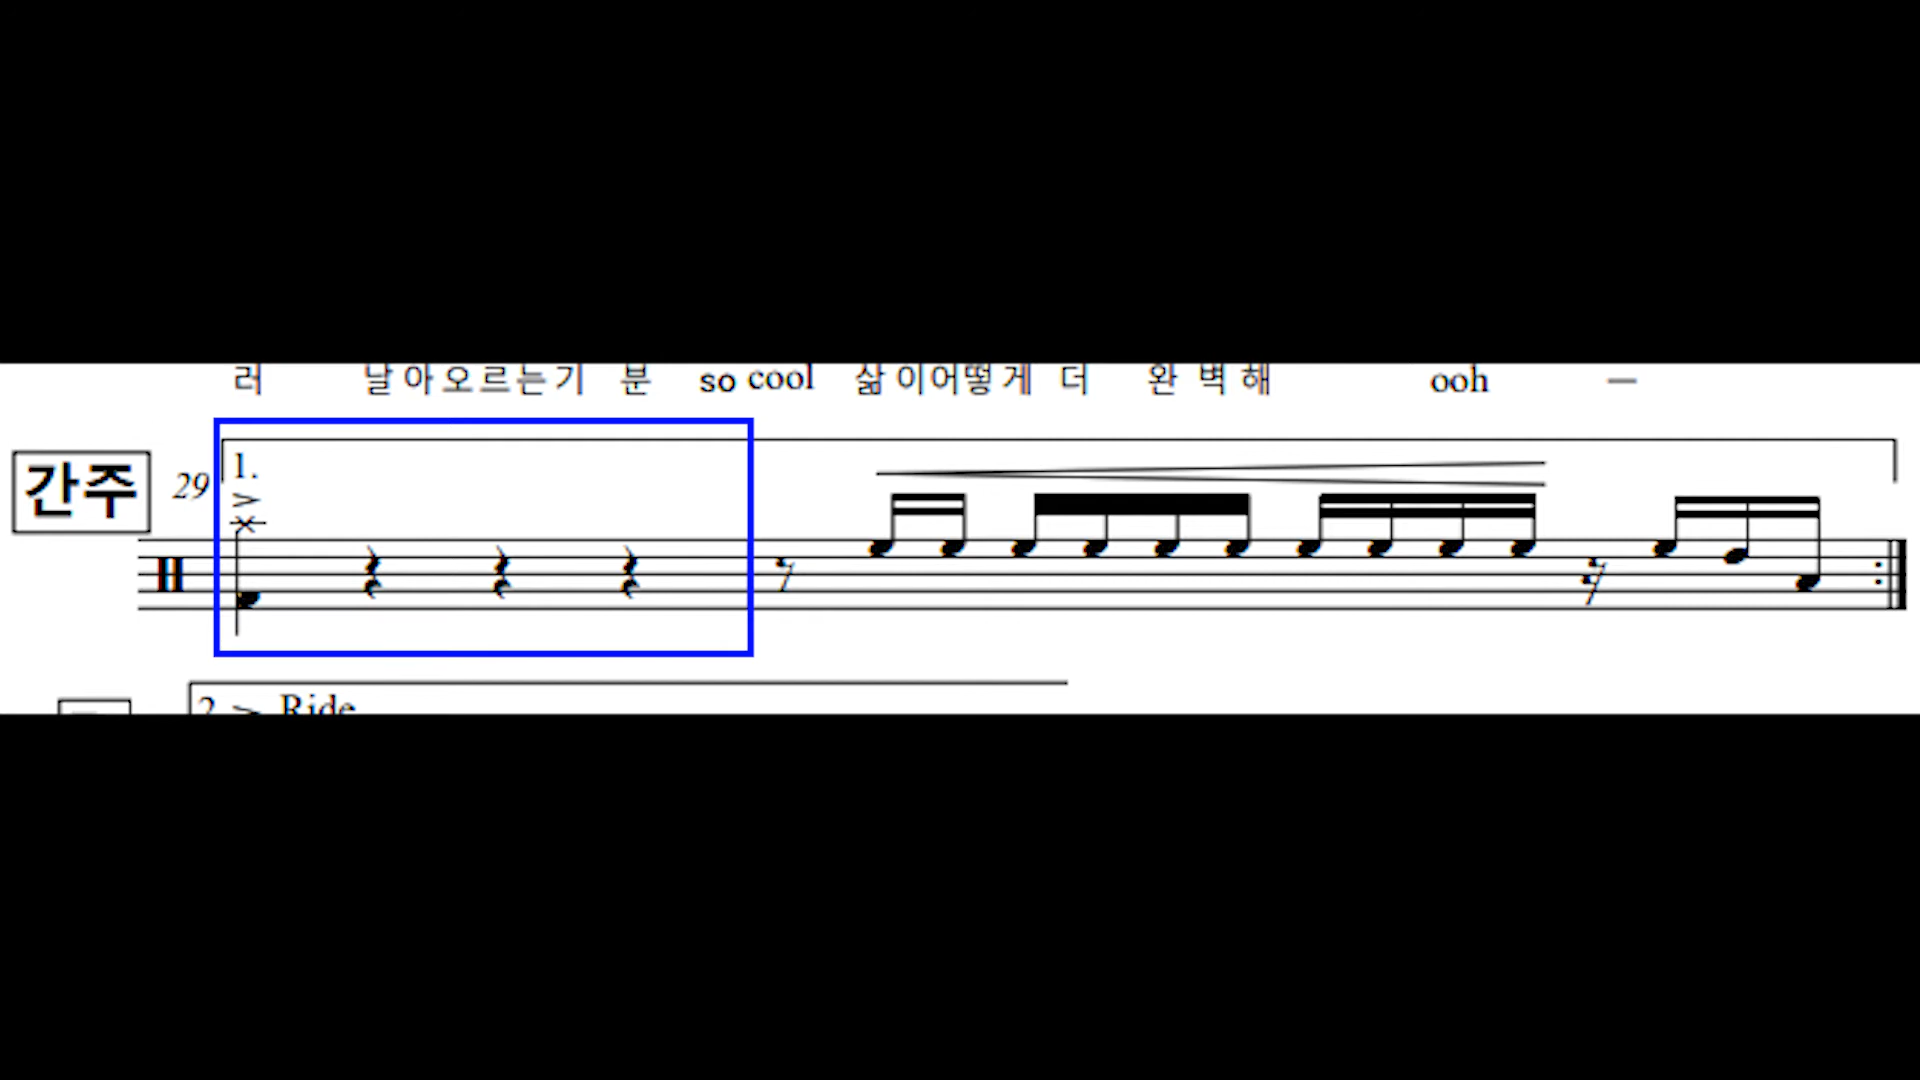 러 날 아 오 르 는 기 분 so cool 삶 이 어 떻 게 더 완 벽 해 ooh —
간주 29 1.
2. Ride